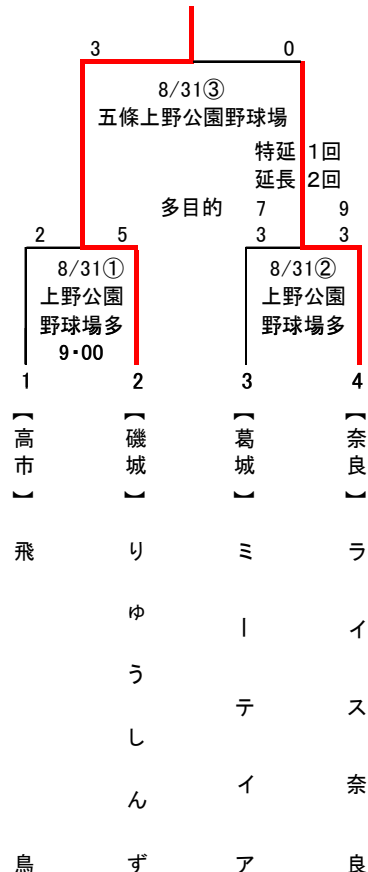 3 0
8/31③
五條上野公園野球場
特延 1回
延長 2回
多目的 7 9
2 5 3 3
8/31① 8/31②
上野公園 上野公園
野球場多 野球場多
9・00
1 2 3 4
【高市】 【磯城】 【葛城】 【奈良】
飛鳥
りゅうしんず
ミーテイア
ライス奈良